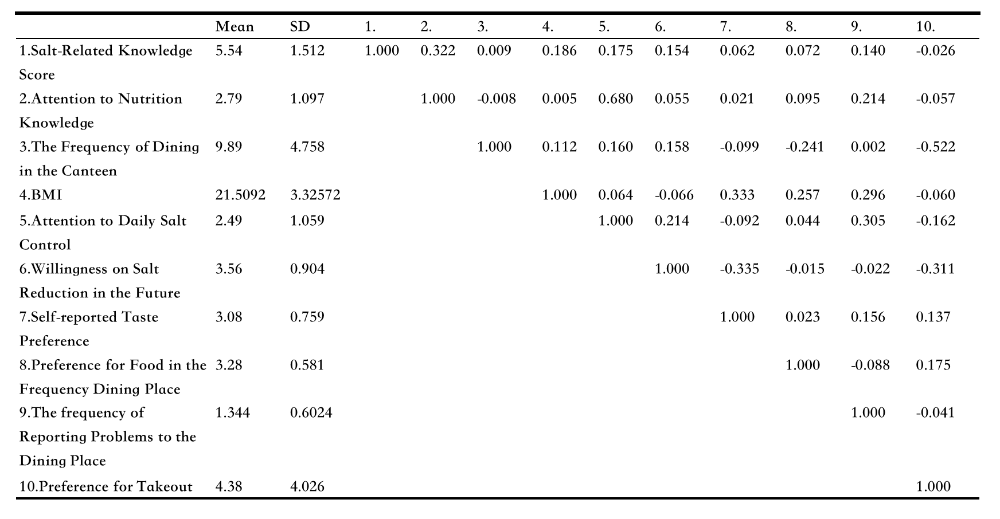 Mean SD 1. 2. 3. 4. 5. 6. 7. 8. 9. 10.
1.Salt-Related Knowledge 5.54 1.512 1.000 0.322 0.009 0.186 0.175 0.154 0.062 0.072 0.140 -0.026
Score
2.Attention to Nutrition 2.79 1.097 1.000 -0.008 0.005 0.680 0.055 0.021 0.095 0.214 -0.057
Knowledge
3.The Frequency of Dining 9.89 4.758 1.000 0.112 0.160 0.158 -0.099 -0.241 0.002 -0.522
in the Canteen
4.BMI 21.5092 3.32572 1.000 0.064 -0.066 0.333 0.257 0.296 -0.060
5.Attention to Daily Salt 2.49 1.059 1.000 0.214 -0.092 0.044 0.305 -0.162
Control
6.Willingness on Salt 3.56 0.904 1.000 -0.335 -0.015 -0.022 -0.311
Reduction in the Future
7.Self-reported Taste 3.08 0.759 1.000 0.023 0.156 0.137
Preference
8.Preference for Food in the 3.28 0.581 1.000 -0.088 0.175
Frequency Dining Place
9.The frequency of 1.344 0.6024 1.000 -0.041
Reporting Problems to the
Dining Place
10.Preference for Takeout 4.38 4.026 1.000